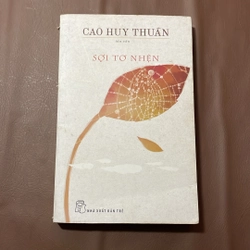 CAO HUY THUẦN
SỢI TƠ NHỆN
NHÀ XUẤT BẢN TRẺ